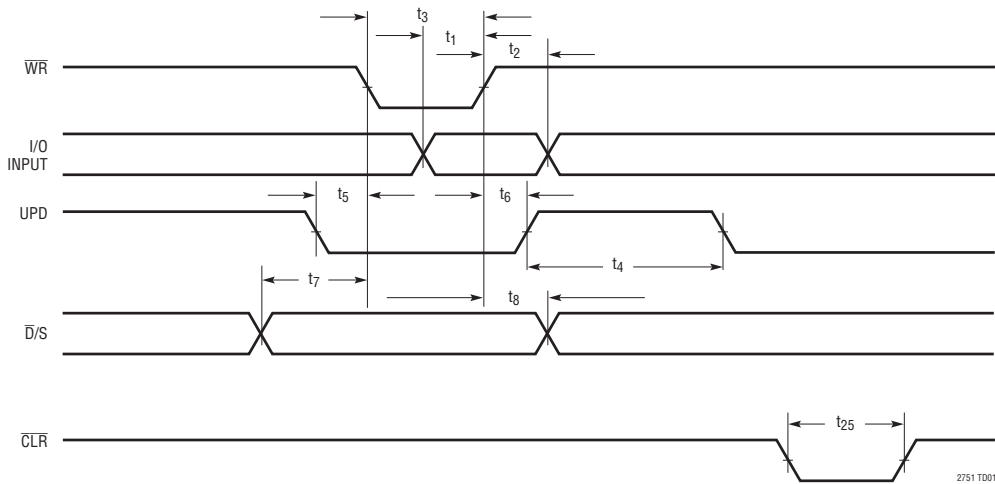 t3
t1
t2
WR
I/O
INPUT
t5
t6
UPD
t4
t7
t8
D/S
t25
CLR
2751 TD01